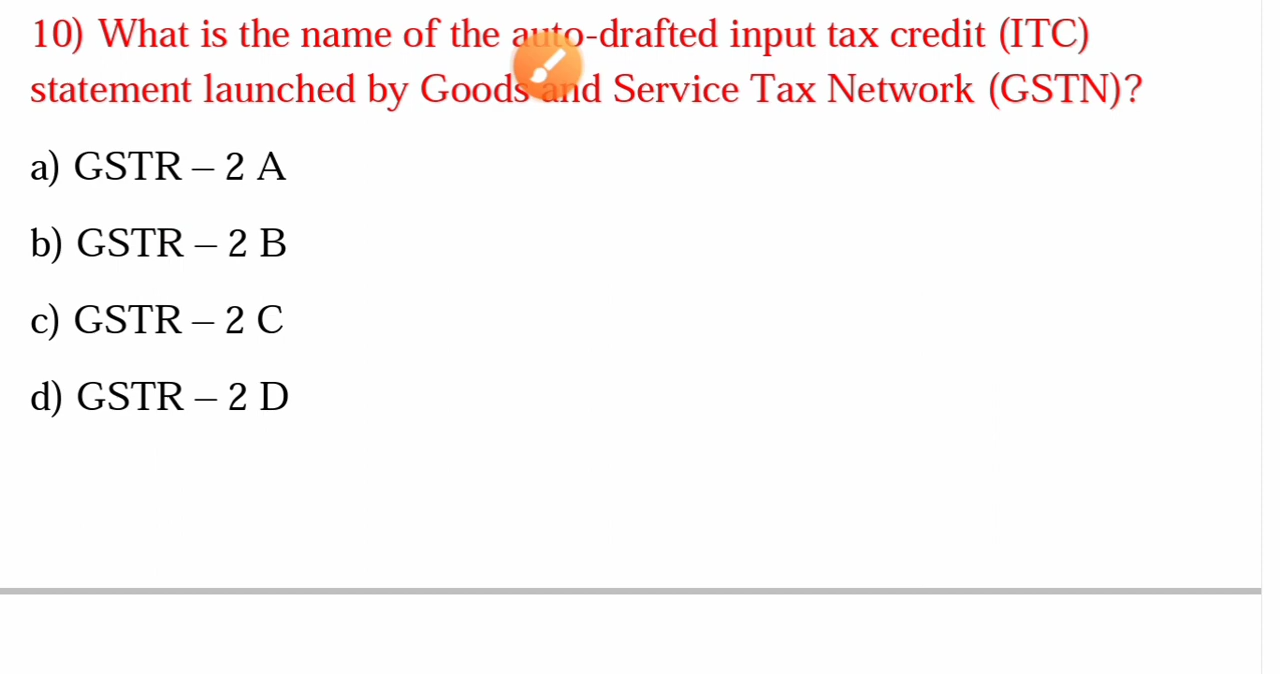 10) What is the name of the auto-drafted input tax credit (ITC)
statement launched by Goods and Service Tax Network (GSTN)?
a) GSTR – 2 A
b) GSTR – 2 B
c) GSTR – 2 C
d) GSTR – 2 D